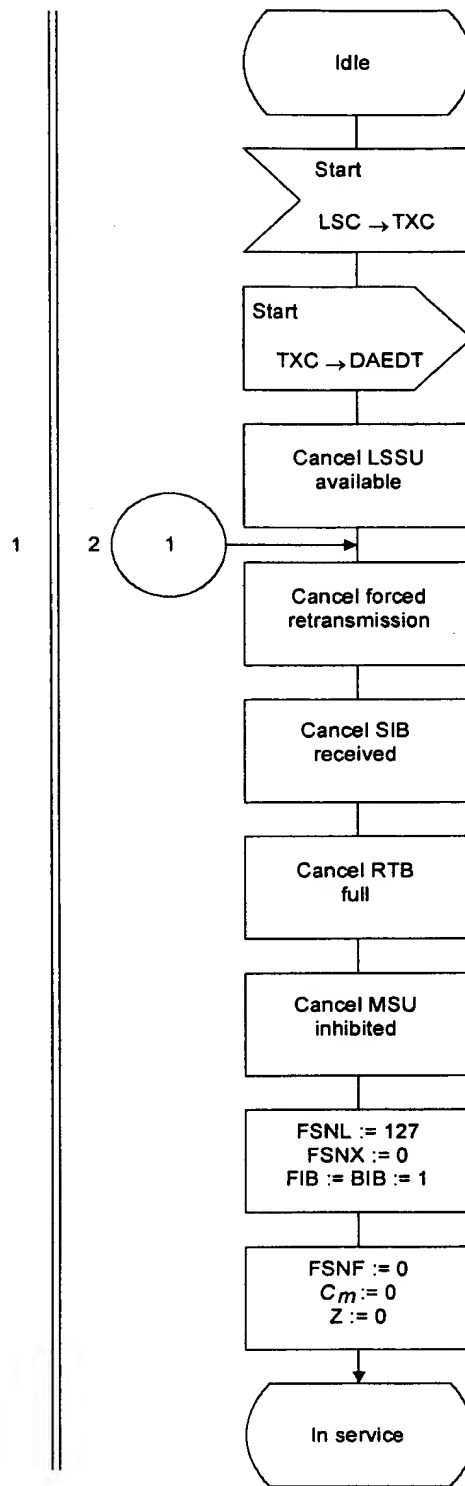 Idle
Start
LSC → TXC
Start
TXC → DAEDT
Cancel LSSU
available
1 2 1
Cancel forced
retransmission
Cancel SIB
received
Cancel RTB
full
Cancel MSU
inhibited
FSNL := 127
FSNX := 0
FIB := BIB := 1
FSNF := 0
Cm := 0
Z := 0
In service